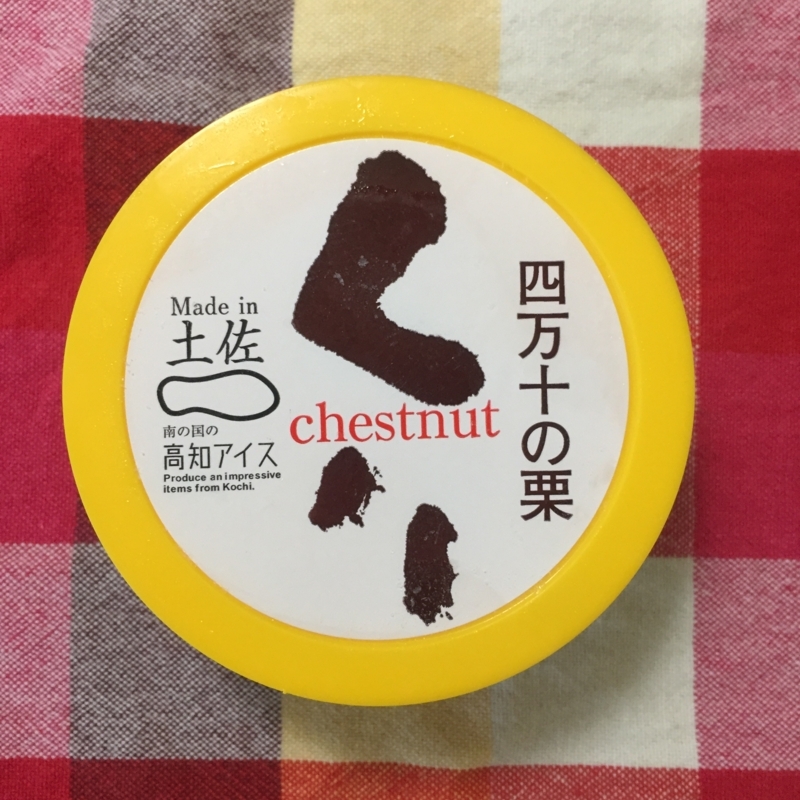 くり
chestnut
四万十の栗
Made in
土佐
南の国の
高知アイス
Produce an impressive
items from Kochi.